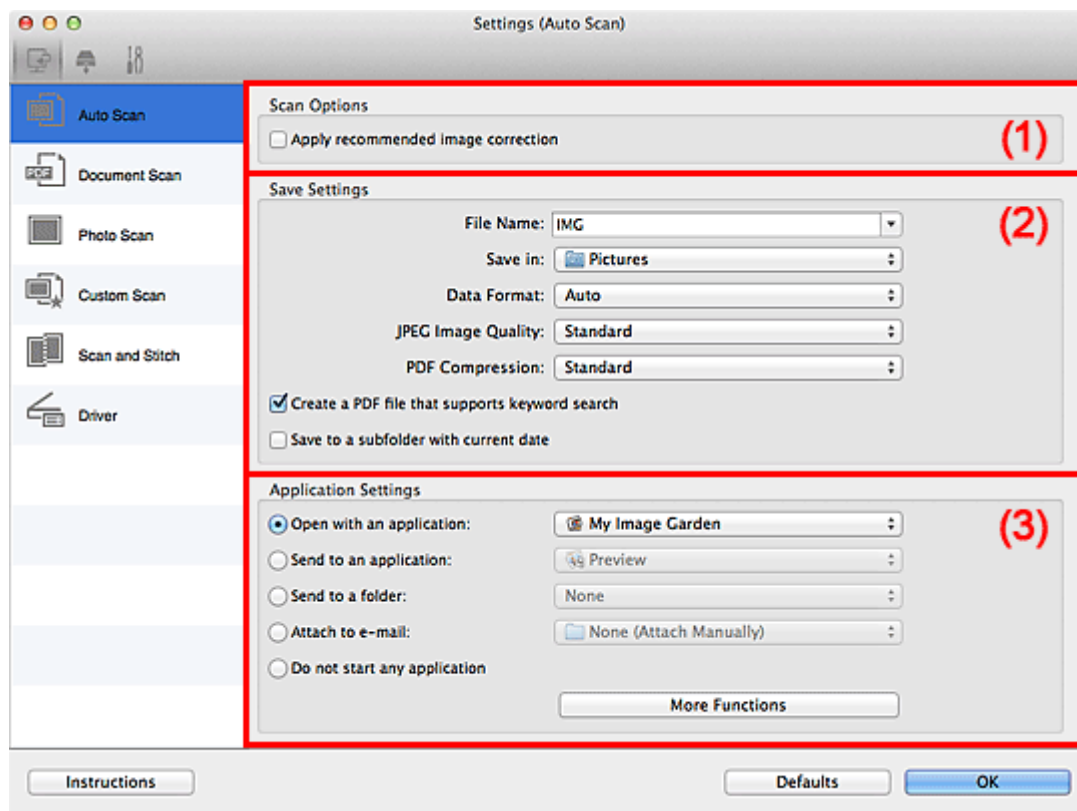 Settings (Auto Scan)
Auto Scan
Document Scan
Photo Scan
Custom Scan
Scan and Stitch
Driver
Scan Options
Apply recommended image correction
(1)
Save Settings
(2)
File Name: IMG
Save in: Pictures
Data Format: Auto
JPEG Image Quality: Standard
PDF Compression: Standard
Create a PDF file that supports keyword search
Save to a subfolder with current date
Application Settings
(3)
Open with an application: My Image Garden
Send to an application: Preview
Send to a folder: None
Attach to e-mail: None (Attach Manually)
Do not start any application
More Functions
Instructions
Defaults
OK